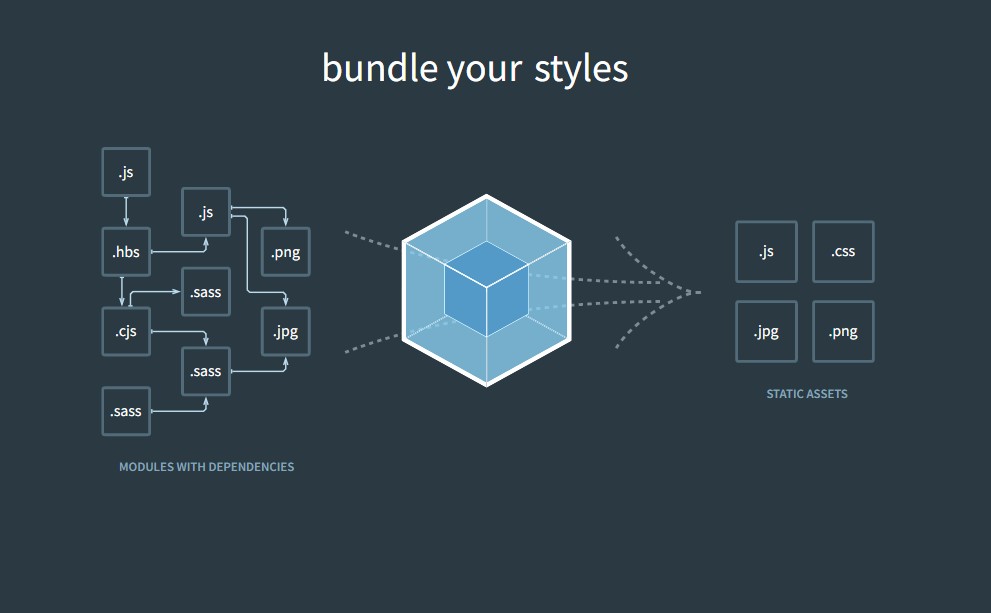 bundle your styles
.js
.js
.hbs
.png
.sass
.cjs
.jpg
.sass
.sass
MODULES WITH DEPENDENCIES
.js
.css
.jpg
.png
STATIC ASSETS